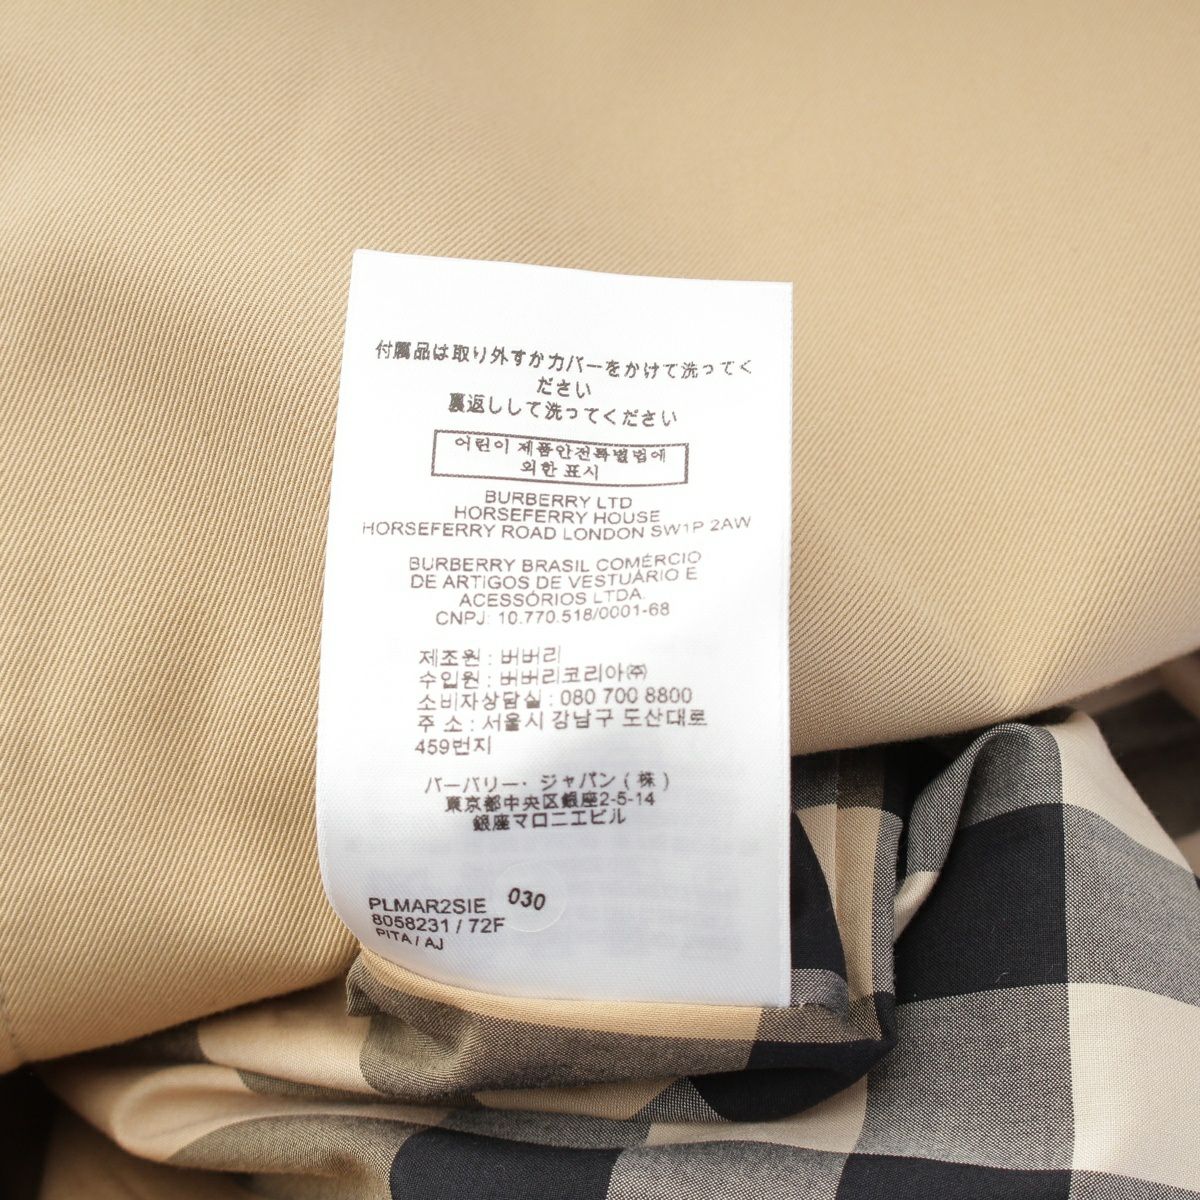 付属品は取り外すかカバーをかけて洗ってく
ださい
裏返しして洗ってください
어린이 제품안전특별법에
의한 표시
BURBERRY LTD
HORSEFERRY HOUSE
HORSEFERRY ROAD LONDON SW1P 2AW
BURBERRY BRASIL COMÉRCIO
DE ARTIGOS DE VESTUÁRIO E
ACESSÓRIOS LTDA.
CNPJ: 10.770.518/0001-68
제조원 : 버버리
수입원 : 버버리코리아㈜
소비자상담실 : 080 700 8800
주 소 : 서울시 강남구 도산대로
459번지
バーバリー・ジャパン ( 株 )
東京都中央区銀座2-5-14
銀座マロニエビル
PLMAR2SIE 030
8058231 / 72F
PITA / AJ